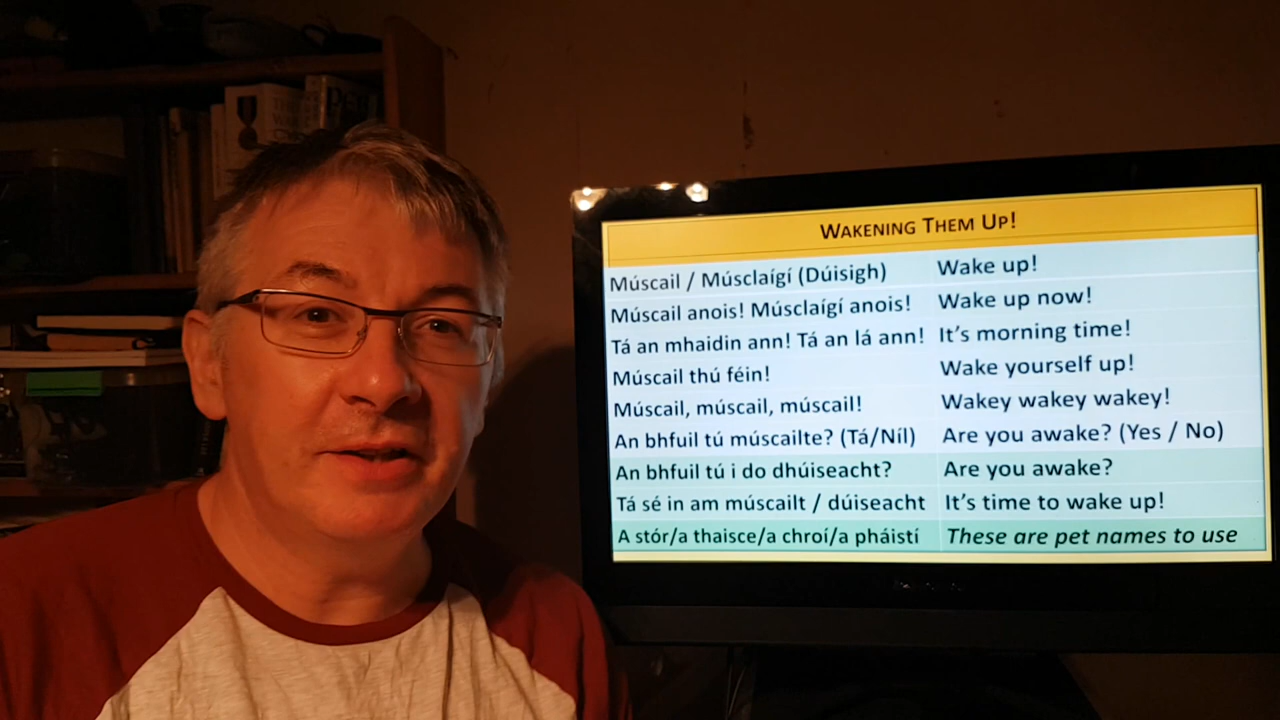 WAKENING THEM UP!
Múscail / Músclaígí (Dúisigh) Wake up!
Múscail anois! Músclaígí anois! Wake up now!
Tá an mhaidin ann! Tá an lá ann! It's morning time!
Múscail thú féin! Wake yourself up!
Múscail, múscail, múscail! Wakey wakey wakey!
An bhfuil tú múscailte? (Tá/Níl) Are you awake? (Yes / No)
An bhfuil tú i do dhúiseacht? Are you awake?
Tá sé in am múscailt / dúiseacht It's time to wake up!
A stór/a thaisce/a chroí/a pháistí These are pet names to use